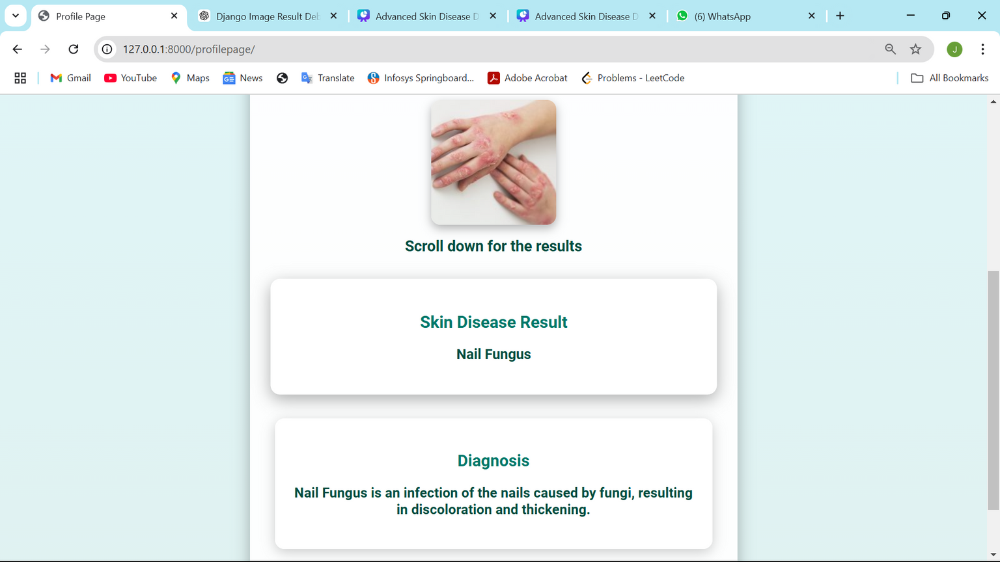 Profile Page
Django Image Result Deb
Advanced Skin Disease D
Advanced Skin Disease D
(6) WhatsApp
127.0.0.1:8000/profilepage/
J
Gmail
YouTube
Maps
News
Translate
Infosys Springboard...
Adobe Acrobat
Problems - LeetCode
All Bookmarks
Scroll down for the results
Skin Disease Result
Nail Fungus
Diagnosis
Nail Fungus is an infection of the nails caused by fungi, resulting
in discoloration and thickening.